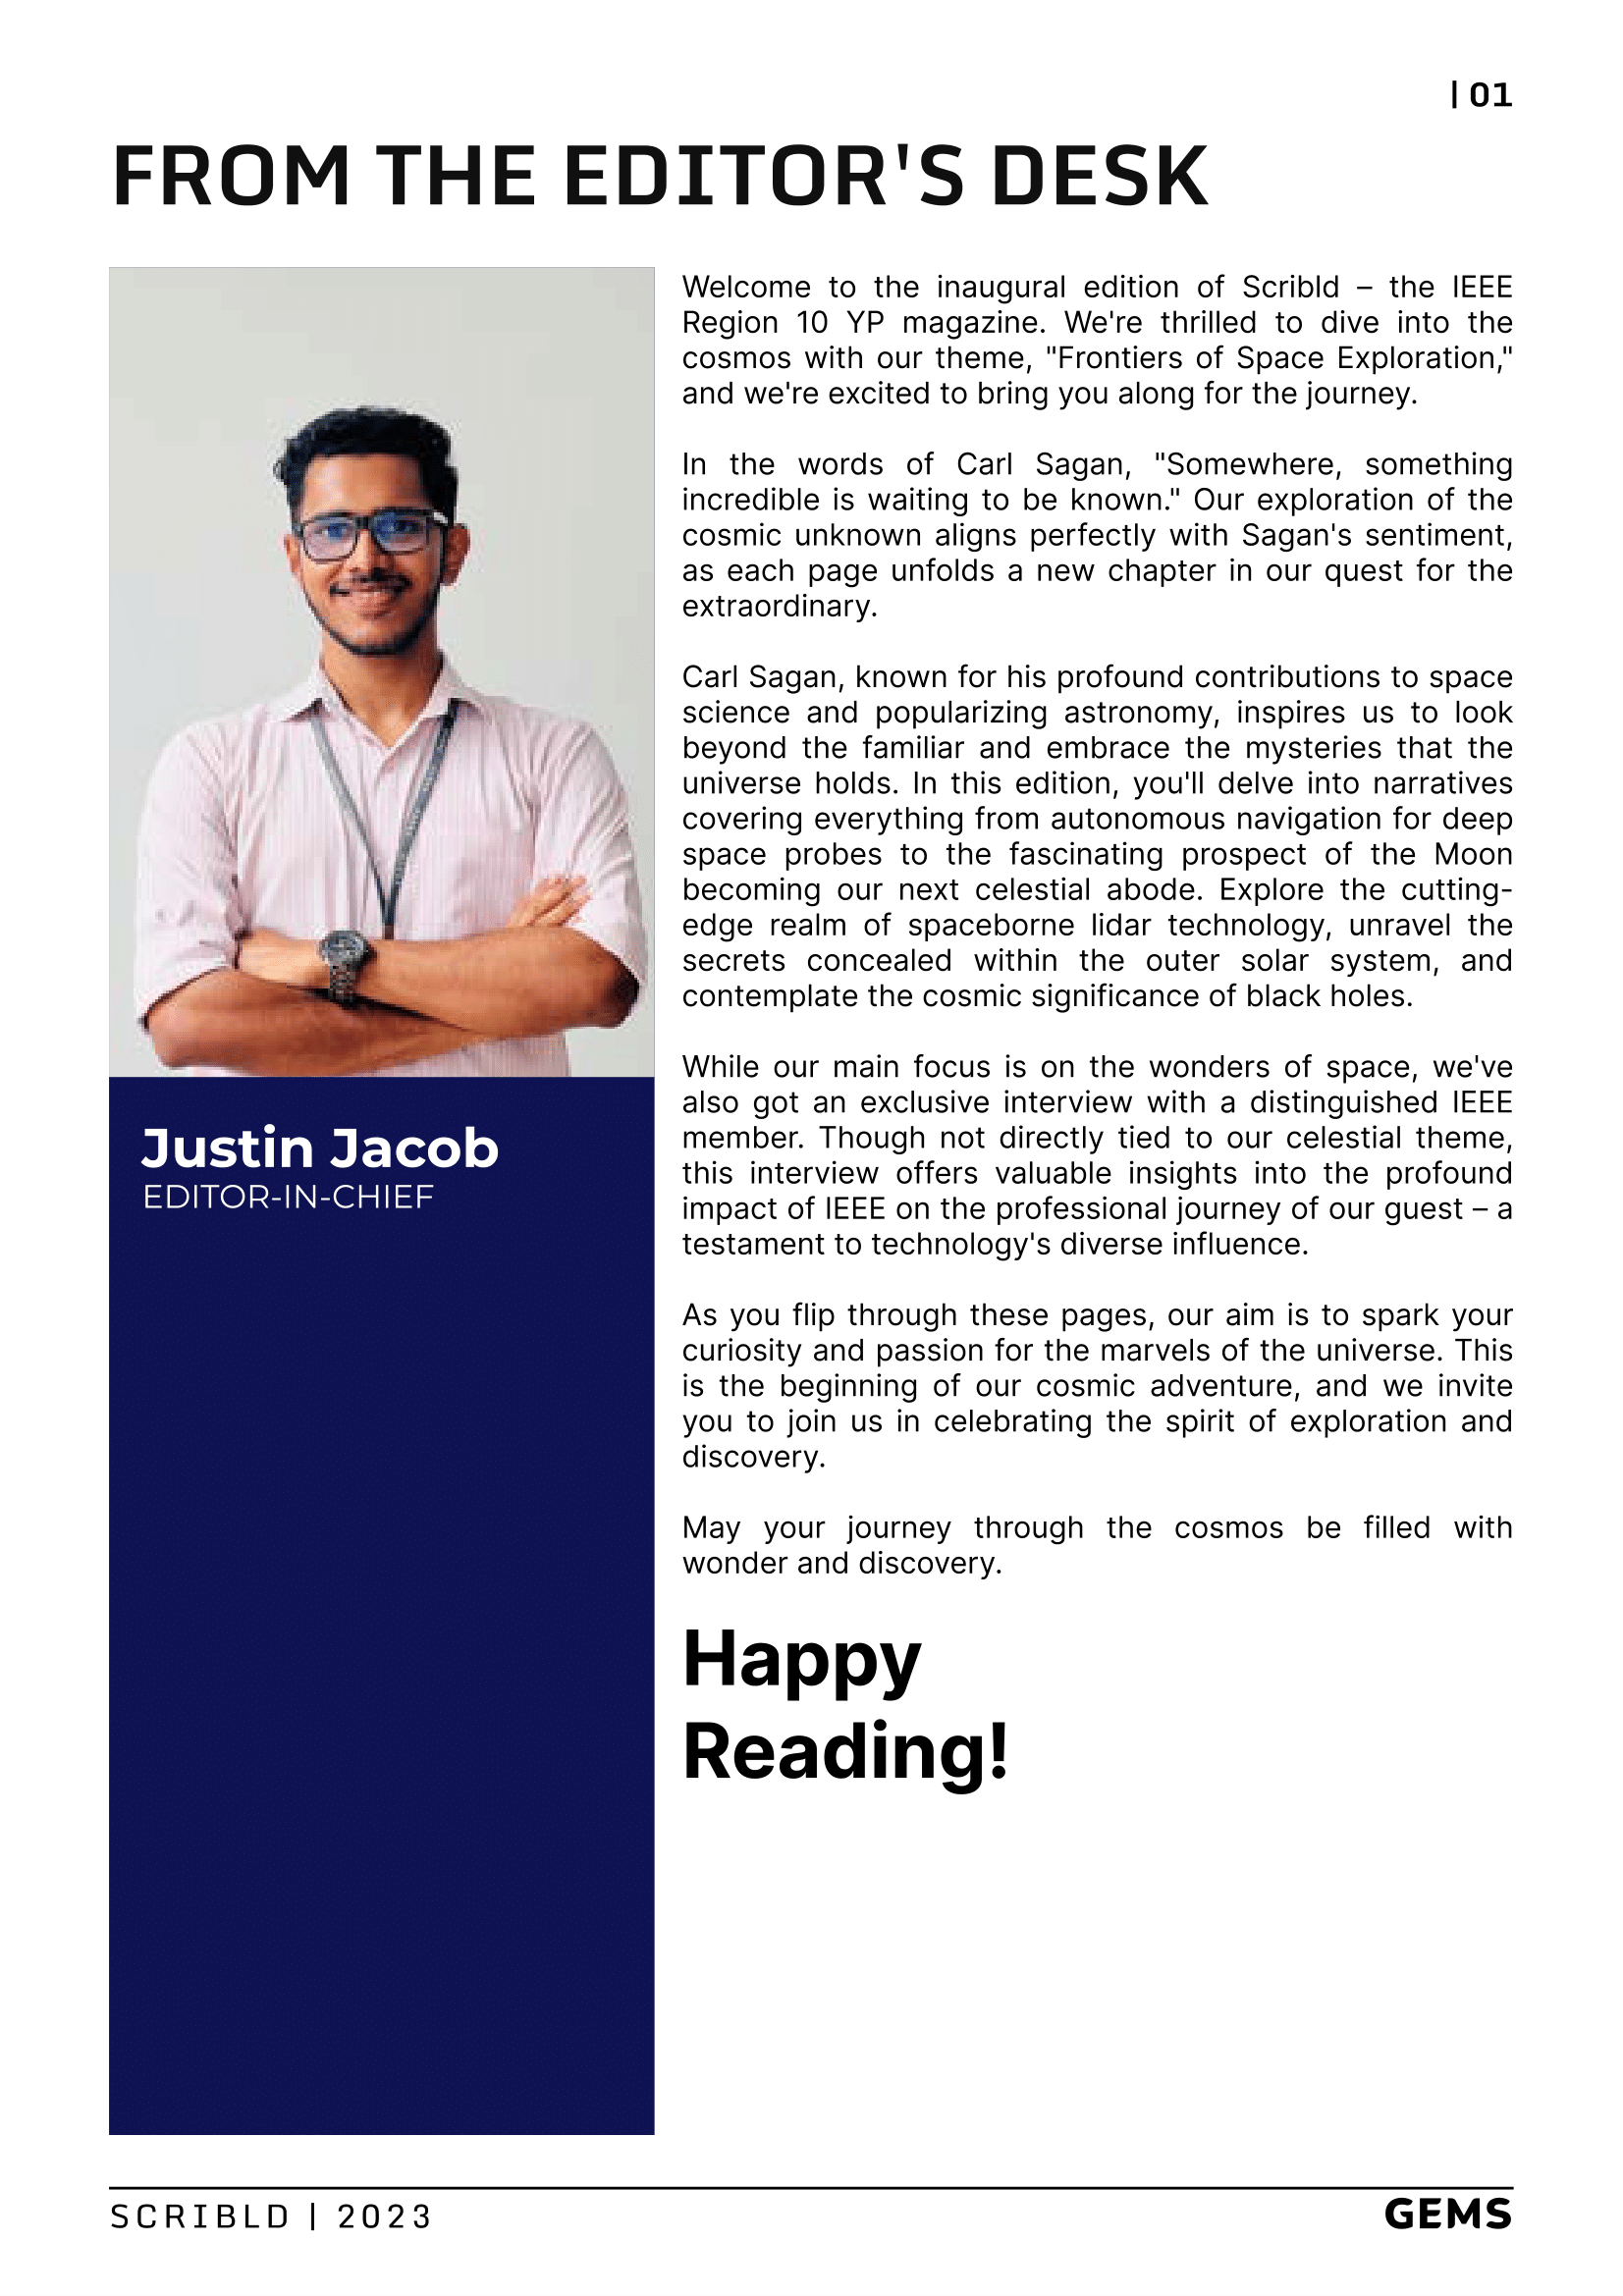 | 01
FROM THE EDITOR'S DESK
Welcome to the inaugural edition of Scribld – the IEEE
Region 10 YP magazine. We're thrilled to dive into the
cosmos with our theme, "Frontiers of Space Exploration,"
and we're excited to bring you along for the journey.
In the words of Carl Sagan, "Somewhere, something
incredible is waiting to be known." Our exploration of the
cosmic unknown aligns perfectly with Sagan's sentiment,
as each page unfolds a new chapter in our quest for the
extraordinary.
Carl Sagan, known for his profound contributions to space
science and popularizing astronomy, inspires us to look
beyond the familiar and embrace the mysteries that the
universe holds. In this edition, you'll delve into narratives
covering everything from autonomous navigation for deep
space probes to the fascinating prospect of the Moon
becoming our next celestial abode. Explore the cutting-
edge realm of spaceborne lidar technology, unravel the
secrets concealed within the outer solar system, and
contemplate the cosmic significance of black holes.
While our main focus is on the wonders of space, we've
also got an exclusive interview with a distinguished IEEE
member. Though not directly tied to our celestial theme,
this interview offers valuable insights into the profound
impact of IEEE on the professional journey of our guest – a
testament to technology's diverse influence.
As you flip through these pages, our aim is to spark your
curiosity and passion for the marvels of the universe. This
is the beginning of our cosmic adventure, and we invite
you to join us in celebrating the spirit of exploration and
discovery.
May your journey through the cosmos be filled with
wonder and discovery.
Happy
Reading!
Justin Jacob
EDITOR-IN-CHIEF
SCRIBLD | 2023
GEMS